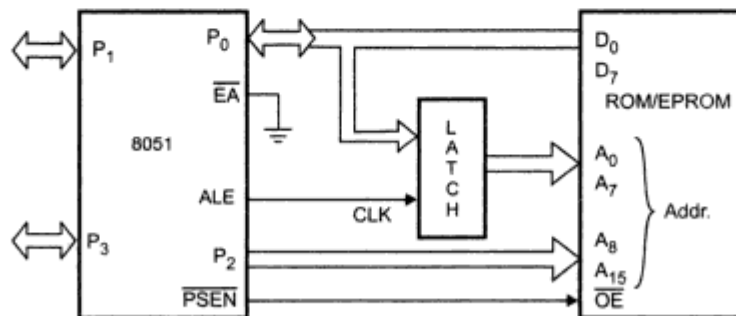 P1
P0
EA
8051
ALE
CLK
P3
P2
PSEN
LATCH
D0
D7
ROM/EPROM
A0
A7
Addr.
A8
A15
OE